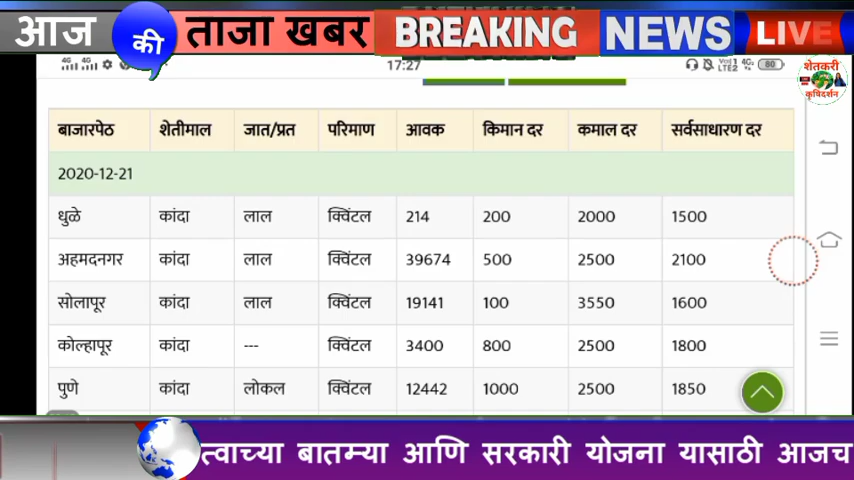 आज की ताजा खबर BREAKING NEWS LIVE
17:27
80
शेतकरी
कृषिदर्शन
बाजारपेठ शेतीमाल जात/प्रत परिमाण आवक किमान दर कमाल दर सर्वसाधारण दर
2020-12-21
धुळे कांदा लाल क्विंटल 214 200 2000 1500
अहमदनगर कांदा लाल क्विंटल 39674 500 2500 2100
सोलापूर कांदा लाल क्विंटल 19141 100 3550 1600
कोल्हापूर कांदा --- क्विंटल 3400 800 2500 1800
पुणे कांदा लोकल क्विंटल 12442 1000 2500 1850
त्वाच्या बातम्या आणि सरकारी योजना यासाठी आजच